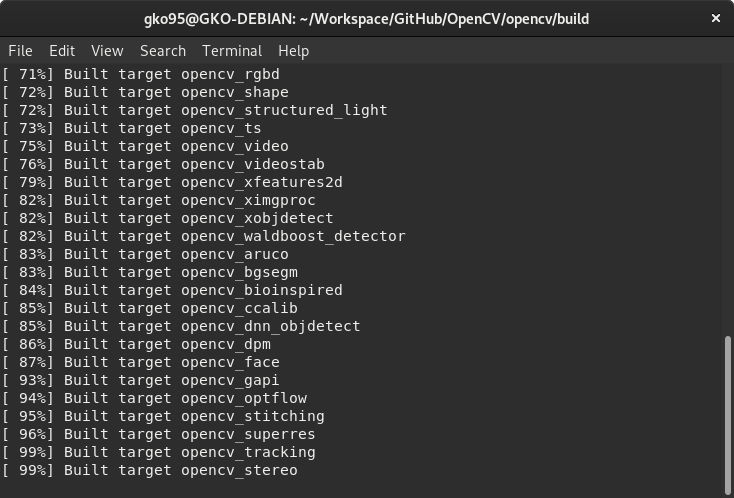 gko95@GKO-DEBIAN: ~/Workspace/GitHub/OpenCV/opencv/build ×
File Edit View Search Terminal Help
[ 71%] Built target opencv_rgbd
[ 72%] Built target opencv_shape
[ 72%] Built target opencv_structured_light
[ 73%] Built target opencv_ts
[ 75%] Built target opencv_video
[ 76%] Built target opencv_videostab
[ 79%] Built target opencv_xfeatures2d
[ 82%] Built target opencv_ximgproc
[ 82%] Built target opencv_xobjdetect
[ 82%] Built target opencv_waldboost_detector
[ 83%] Built target opencv_aruco
[ 83%] Built target opencv_bgsegm
[ 84%] Built target opencv_bioinspired
[ 85%] Built target opencv_ccalib
[ 85%] Built target opencv_dnn_objdetect
[ 86%] Built target opencv_dpm
[ 87%] Built target opencv_face
[ 93%] Built target opencv_gapi
[ 94%] Built target opencv_optflow
[ 95%] Built target opencv_stitching
[ 96%] Built target opencv_superres
[ 99%] Built target opencv_tracking
[ 99%] Built target opencv_stereo